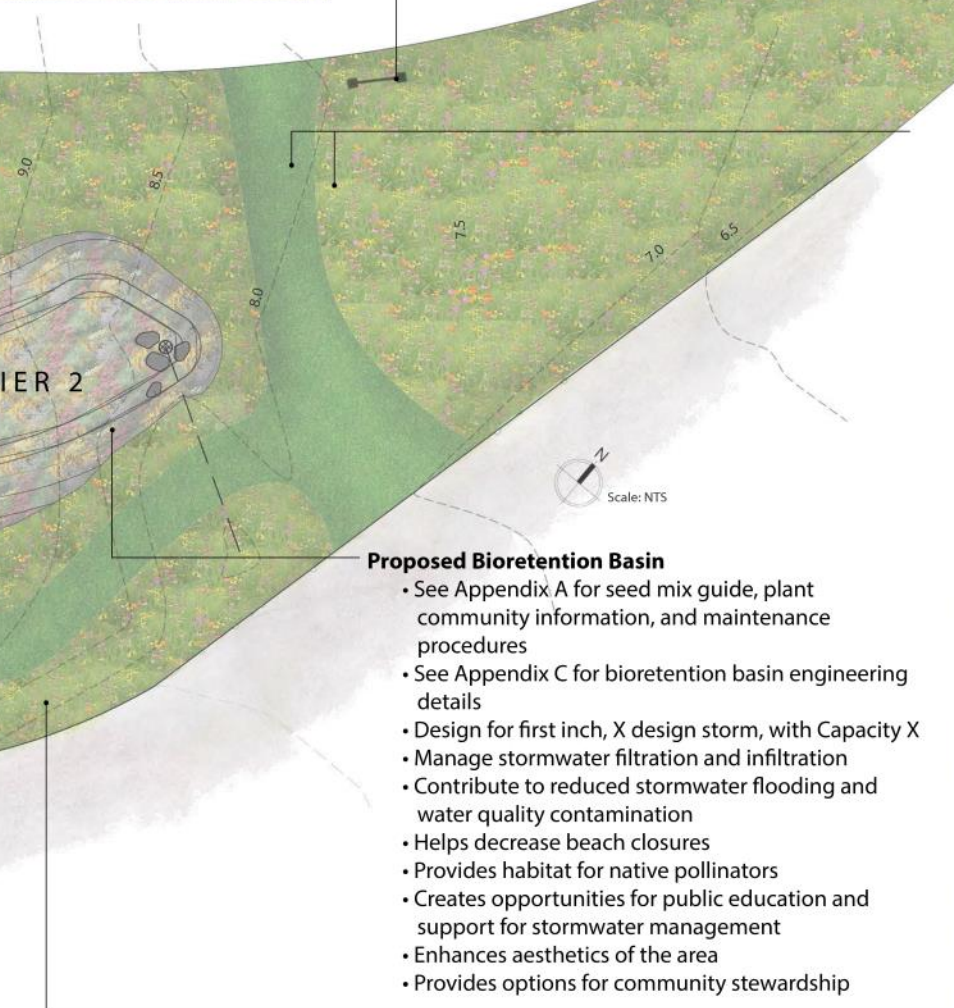 9.0
8.5
7.5
7.0
6.5
8.0
IER 2
N
Scale: NTS
Proposed Bioretention Basin
• See Appendix A for seed mix guide, plant
community information, and maintenance
procedures
• See Appendix C for bioretention basin engineering
details
• Design for first inch, X design storm, with Capacity X
• Manage stormwater filtration and infiltration
• Contribute to reduced stormwater flooding and
water quality contamination
• Helps decrease beach closures
• Provides habitat for native pollinators
• Creates opportunities for public education and
support for stormwater management
• Enhances aesthetics of the area
• Provides options for community stewardship